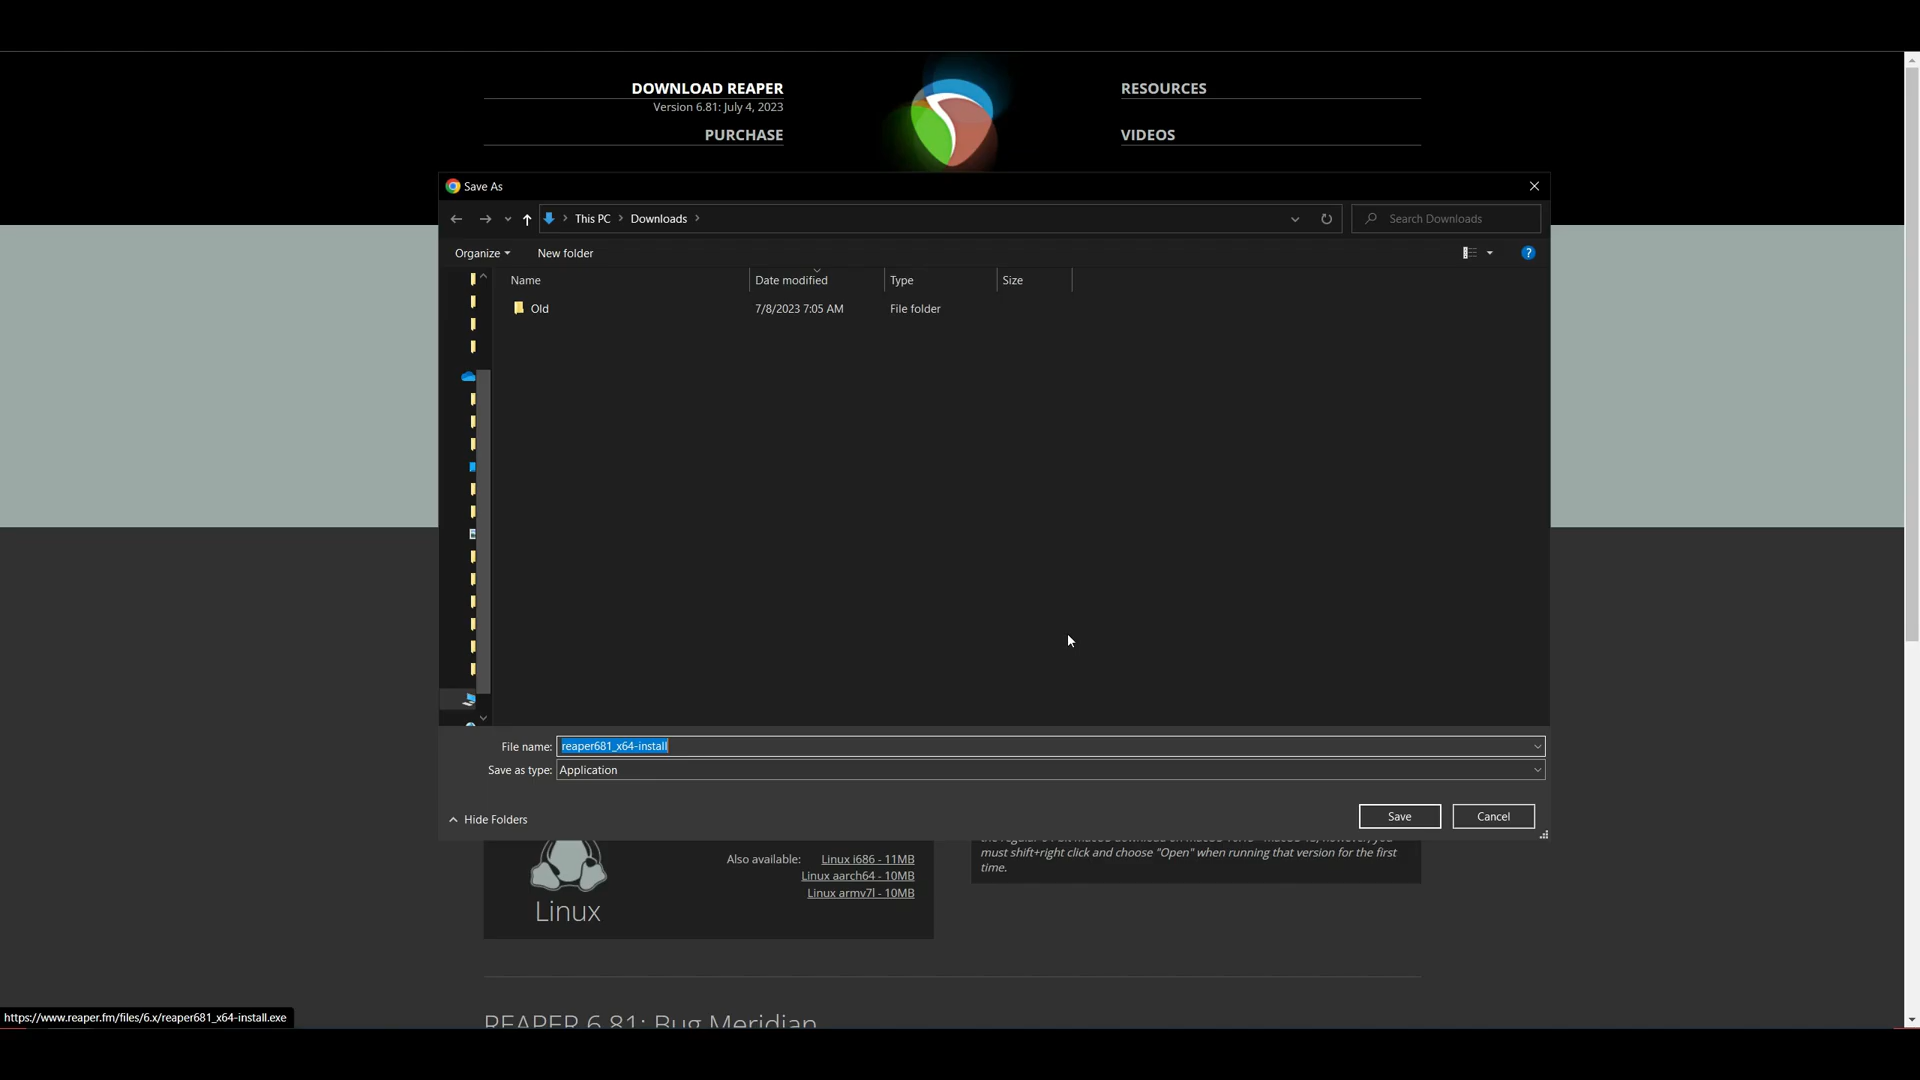 DOWNLOAD REAPER
Version 6.81: July 4, 2023
PURCHASE
RESOURCES
VIDEOS
Save As
This PC
Downloads
Search Downloads
Organize
New folder
Name
Date modified
Type
Size
Old
7/8/2023 7:05 AM
File folder
File name:
reaper681_x64-install
Save as type:
Application
Hide Folders
Save
Cancel
must shift+right click and choose "Open" when running that version for the first
time.
Also available:
Linux i686 - 11MB
Linux aarch64 - 10MB
Linux armv7l - 10MB
Linux
REAPER 6.81: Bug Meridian
https://www.reaper.fm/files/6.x/reaper681_x64-install.exe